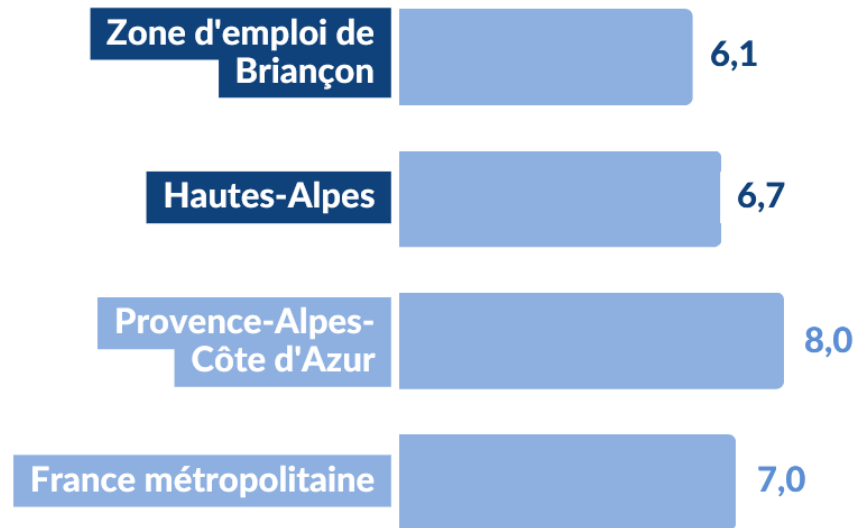 Zone d'emploi de
Briançon
6,1
Hautes-Alpes
6,7
Provence-Alpes-
Côte d'Azur
8,0
France métropolitaine
7,0